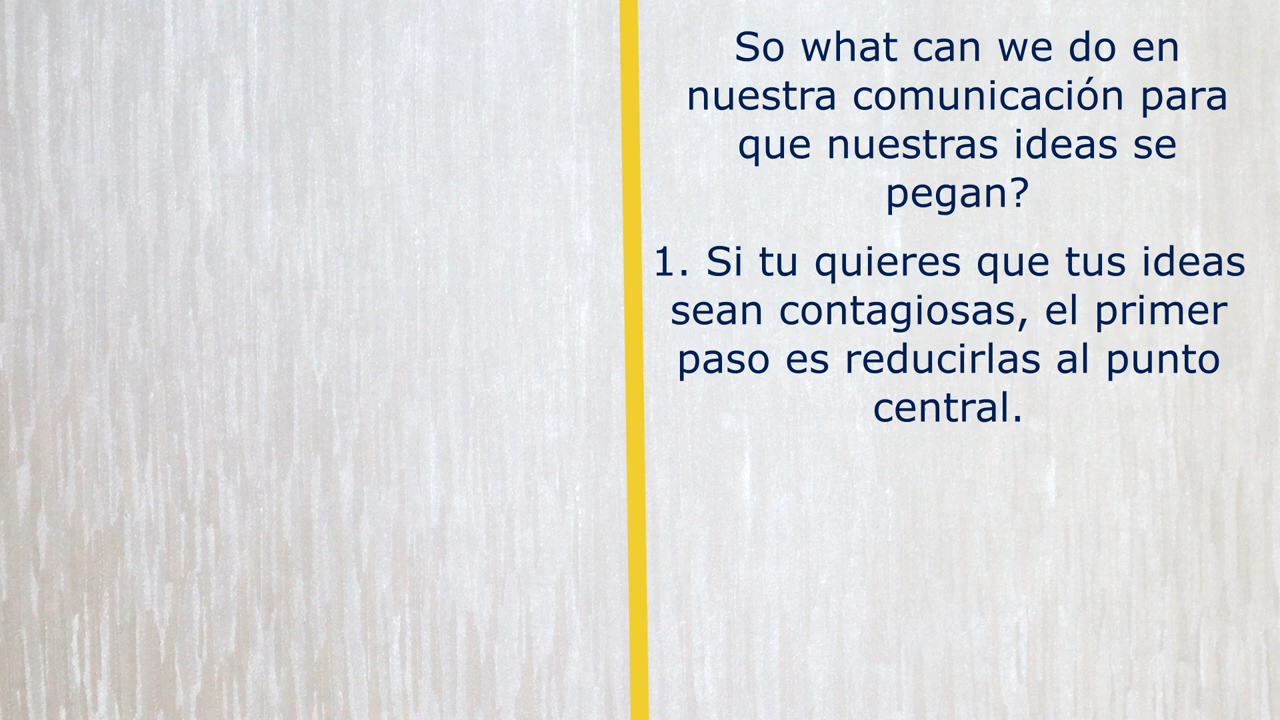 So what can we do en
nuestra comunicación para
que nuestras ideas se
pegan?
1. Si tu quieres que tus ideas
sean contagiosas, el primer
paso es reducirlas al punto
central.